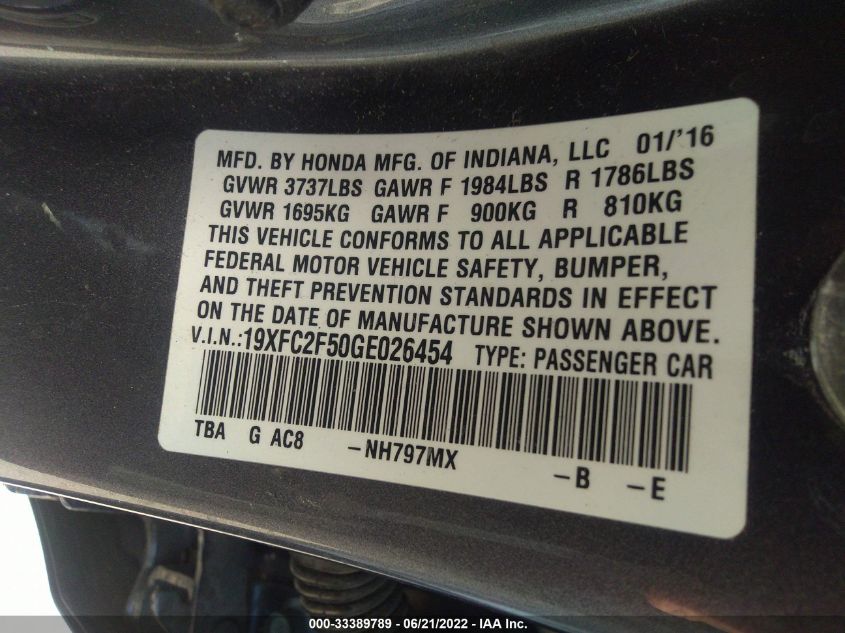 MFD. BY HONDA MFG. OF INDIANA, LLC 01/'16
GVWR 3737LBS GAWR F 1984LBS R 1786LBS
GVWR 1695KG GAWR F 900KG R 810KG
THIS VEHICLE CONFORMS TO ALL APPLICABLE
FEDERAL MOTOR VEHICLE SAFETY, BUMPER,
AND THEFT PREVENTION STANDARDS IN EFFECT
ON THE DATE OF MANUFACTURE SHOWN ABOVE.
V.I.N.:19XFC2F50GE026454 TYPE: PASSENGER CAR
TBA G AC8 -NH797MX -B -E
000-33389789 - 06/21/2022 - IAA Inc.